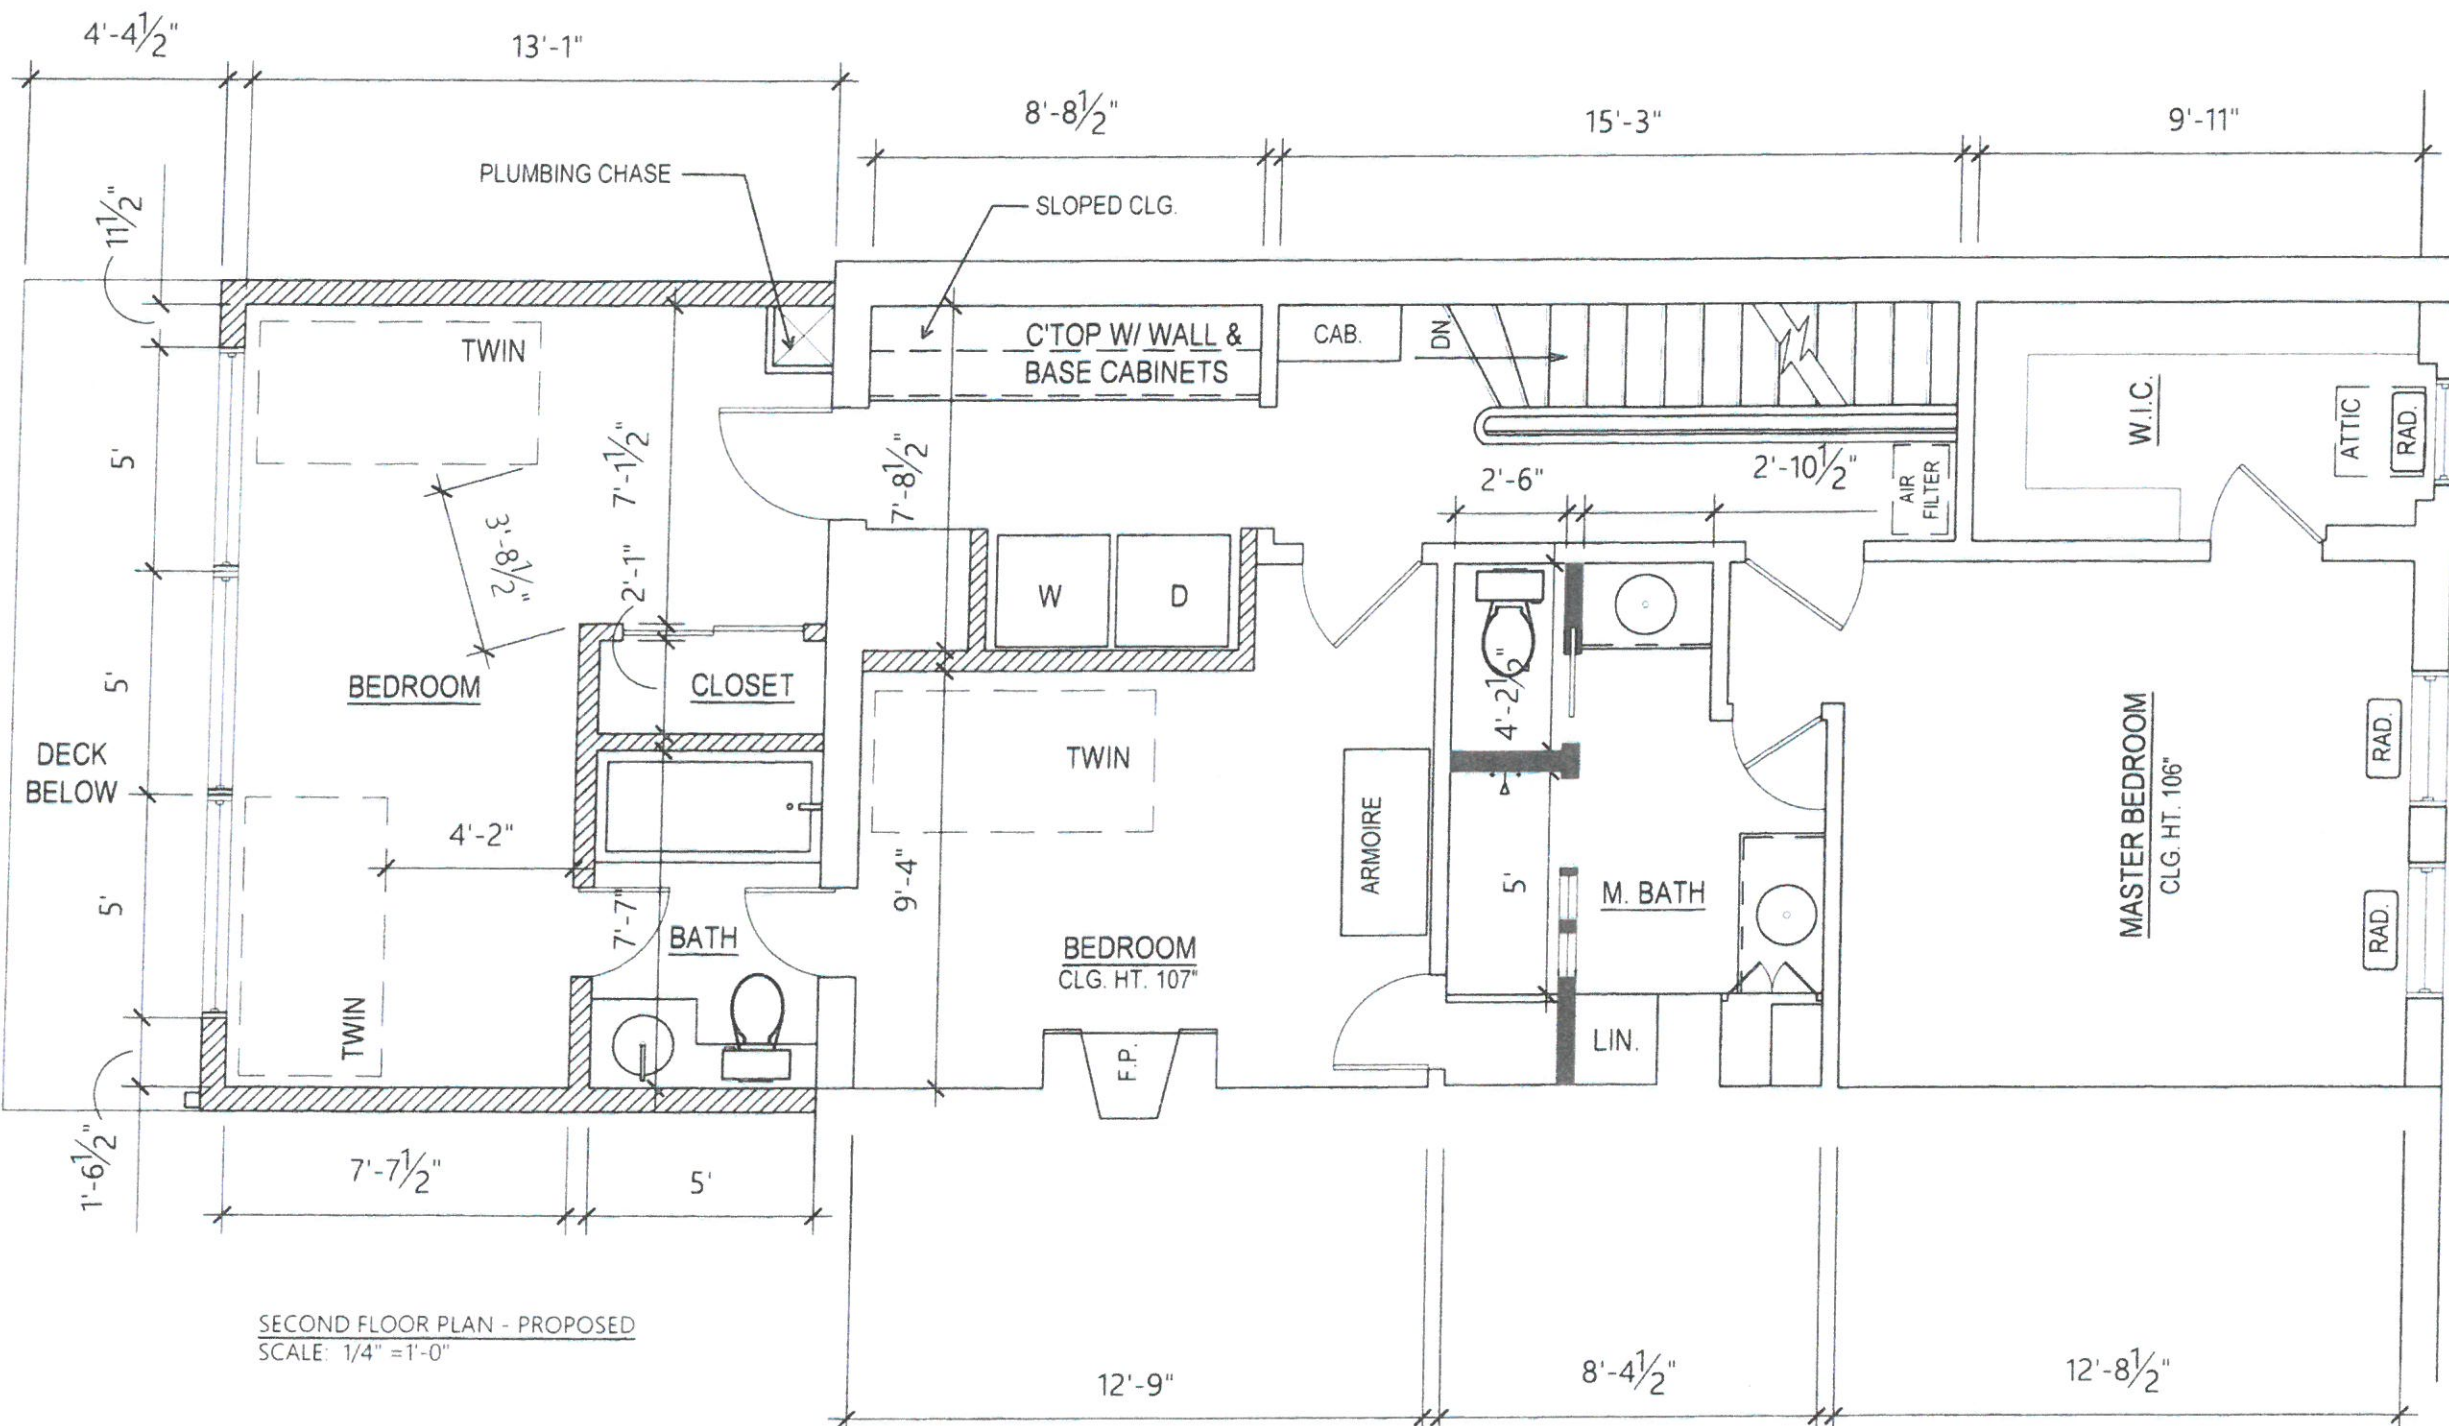 4'-4½"
13'-1"
8'-8½"
15'-3"
9'-11"
PLUMBING CHASE
SLOPED CLG.
11½"
TWIN
C'TOP W/ WALL &
BASE CABINETS
CAB.
DN
W.I.C.
ATTIC
RAD.
5'
7'-1½"
7'-8½"
2'-6"
2'-10½"
AIR
FILTER
3'-8½"
2'-1"
W
D
BEDROOM
CLOSET
4'-2½"
DECK
BELOW
5'
TWIN
ARMOIRE
MASTER BEDROOM
CLG. HT. 106"
RAD.
4'-2"
9'-4"
5'
M. BATH
5'
7'-7"
BATH
BEDROOM
CLG. HT. 107"
RAD.
TWIN
F.P.
LIN.
1'-6½"
7'-7½"
5'
SECOND FLOOR PLAN - PROPOSED
SCALE: 1/4" =1'-0"
12'-9"
8'-4½"
12'-8½"